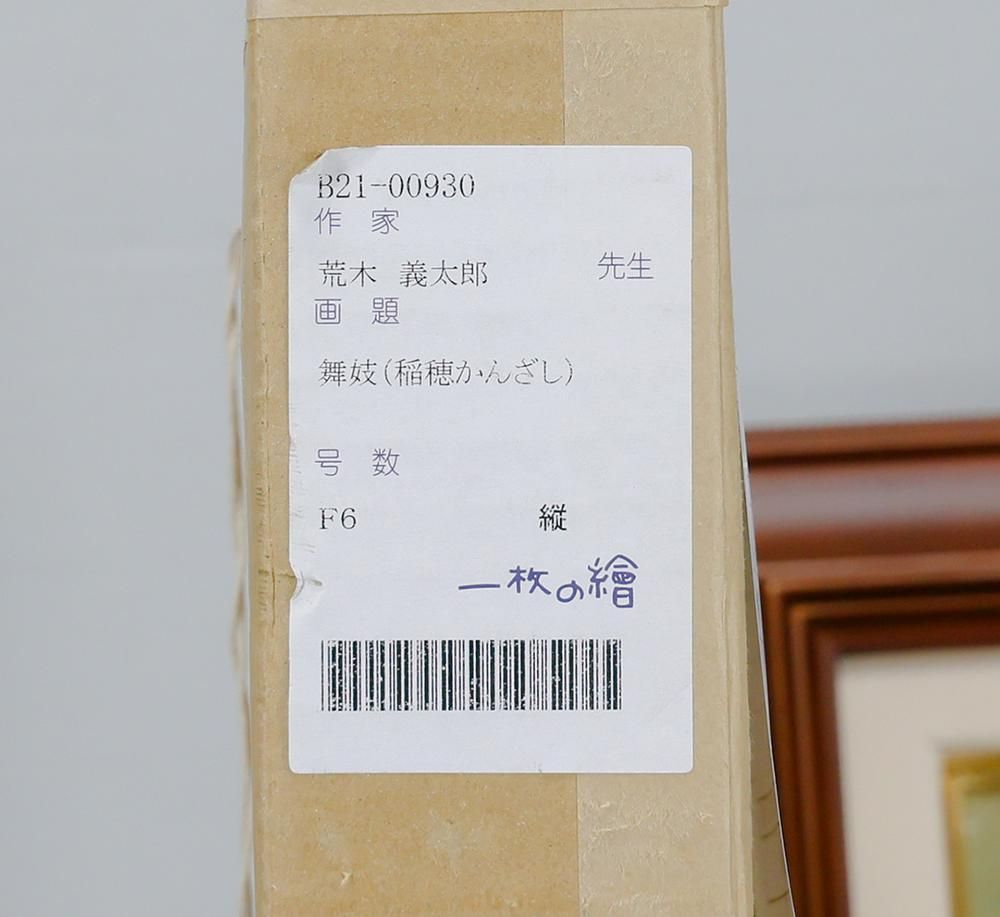 B21-00930
作 家
荒木 義太郎 先生
画 題
舞妓(稲穂かんざし)
号 数
F6 縦
一枚の繪